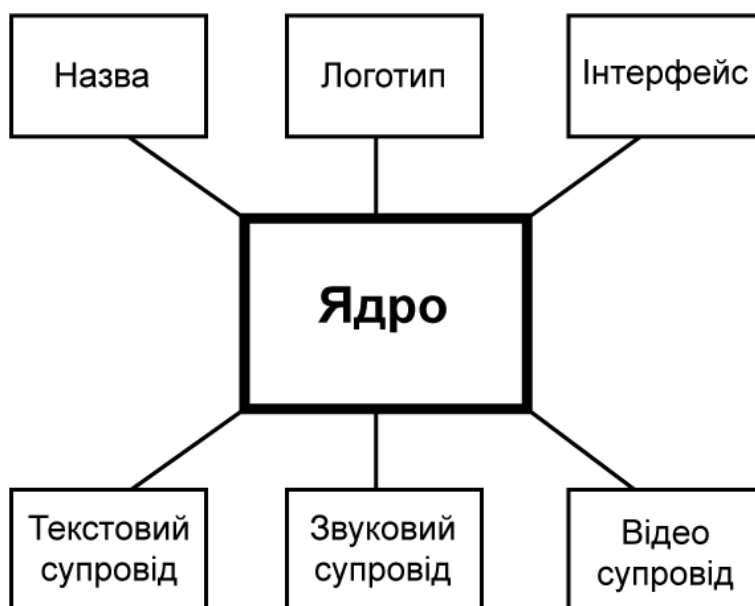 Назва
Логотип
Інтерфейс
Ядро
Текстовий
супровід
Звуковий
супровід
Відео
супровід